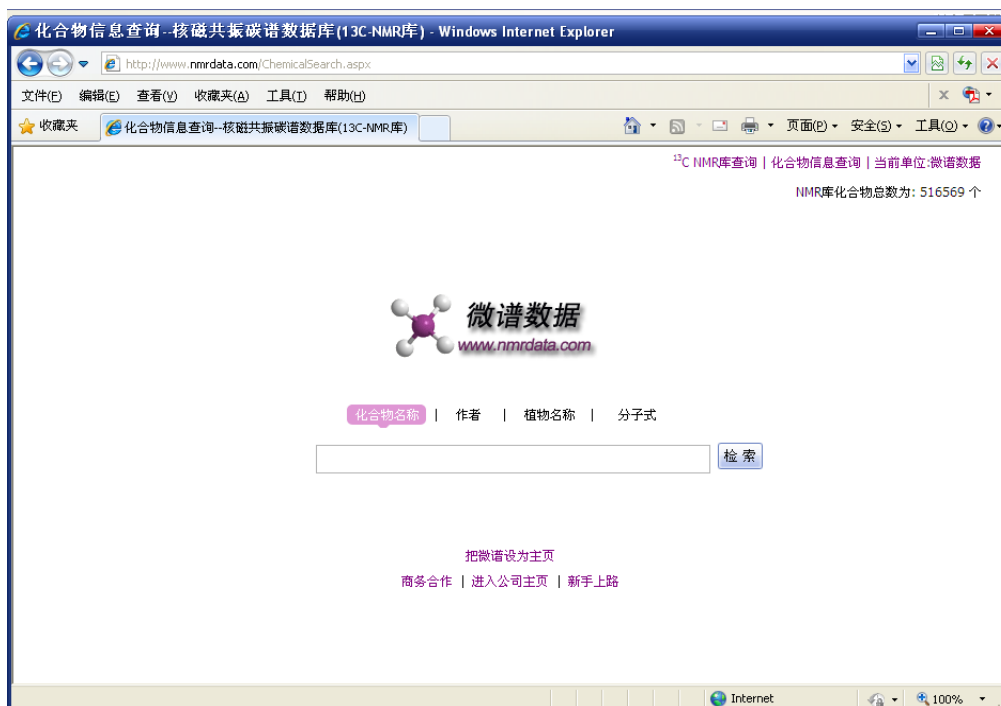 化合物信息查询--核磁共振碳谱数据库(13C-NMR库) - Windows Internet Explorer
http://www.nmrdata.com/ChemicalSearch.aspx
文件(F) 编辑(E) 查看(V) 收藏夹(A) 工具(T) 帮助(H)
收藏夹 化合物信息查询--核磁共振碳谱数据库(13C-NMR库) 页面(P) 安全(S) 工具(O)
13C NMR库查询 | 化合物信息查询 | 当前单位:微谱数据
NMR库化合物总数为: 516569 个
微谱数据
www.nmrdata.com
化合物名称 | 作者 | 植物名称 | 分子式
检 索
把微谱设为主页
商务合作 | 进入公司主页 | 新手上路
Internet 100%